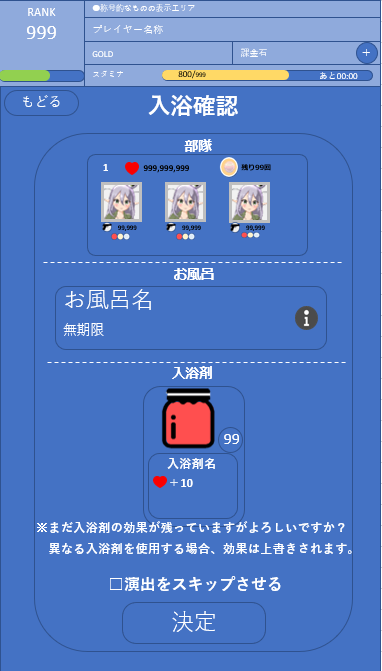 RANK
999
●称号的なものの表示エリア
プレイヤー名称
GOLD
課金石
+
スタミナ
800/999
あと00:00
もどる
入浴確認
部隊
1
999,999,999
残り99回
99,999
99,999
99,999
お風呂
お風呂名
無期限
i
入浴剤
99
入浴剤名
＋10
※まだ入浴剤の効果が残っていますがよろしいですか？
異なる入浴剤を使用する場合、効果は上書きされます。
□演出をスキップさせる
決定